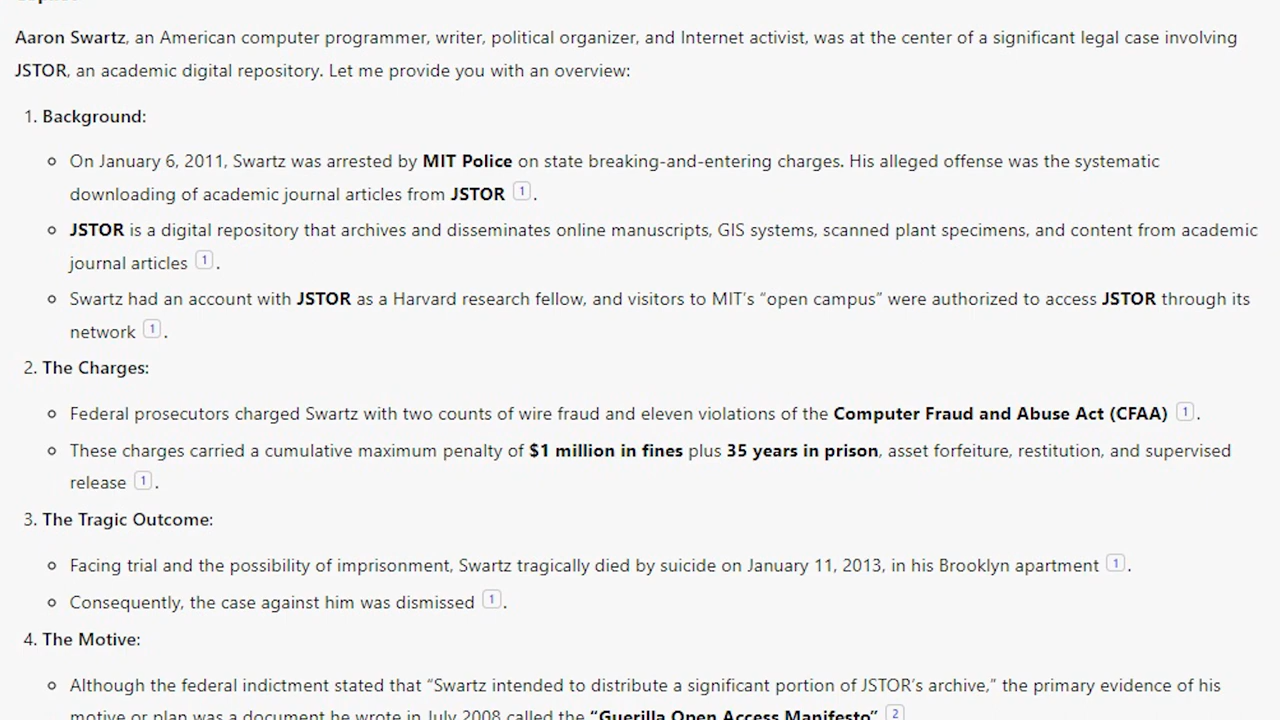 Aaron Swartz, an American computer programmer, writer, political organizer, and Internet activist, was at the center of a significant legal case involving
JSTOR, an academic digital repository. Let me provide you with an overview:
1. Background:
On January 6, 2011, Swartz was arrested by MIT Police on state breaking-and-entering charges. His alleged offense was the systematic
downloading of academic journal articles from JSTOR 1.
JSTOR is a digital repository that archives and disseminates online manuscripts, GIS systems, scanned plant specimens, and content from academic
journal articles 1.
Swartz had an account with JSTOR as a Harvard research fellow, and visitors to MIT's “open campus” were authorized to access JSTOR through its
network 1.
2. The Charges:
Federal prosecutors charged Swartz with two counts of wire fraud and eleven violations of the Computer Fraud and Abuse Act (CFAA) 1.
These charges carried a cumulative maximum penalty of $1 million in fines plus 35 years in prison, asset forfeiture, restitution, and supervised
release 1.
3. The Tragic Outcome:
Facing trial and the possibility of imprisonment, Swartz tragically died by suicide on January 11, 2013, in his Brooklyn apartment 1.
Consequently, the case against him was dismissed 1.
4. The Motive:
Although the federal indictment stated that “Swartz intended to distribute a significant portion of JSTOR's archive,” the primary evidence of his
motive or plan was a document he wrote in July 2008 called the “Guerilla Open Access Manifesto” 2